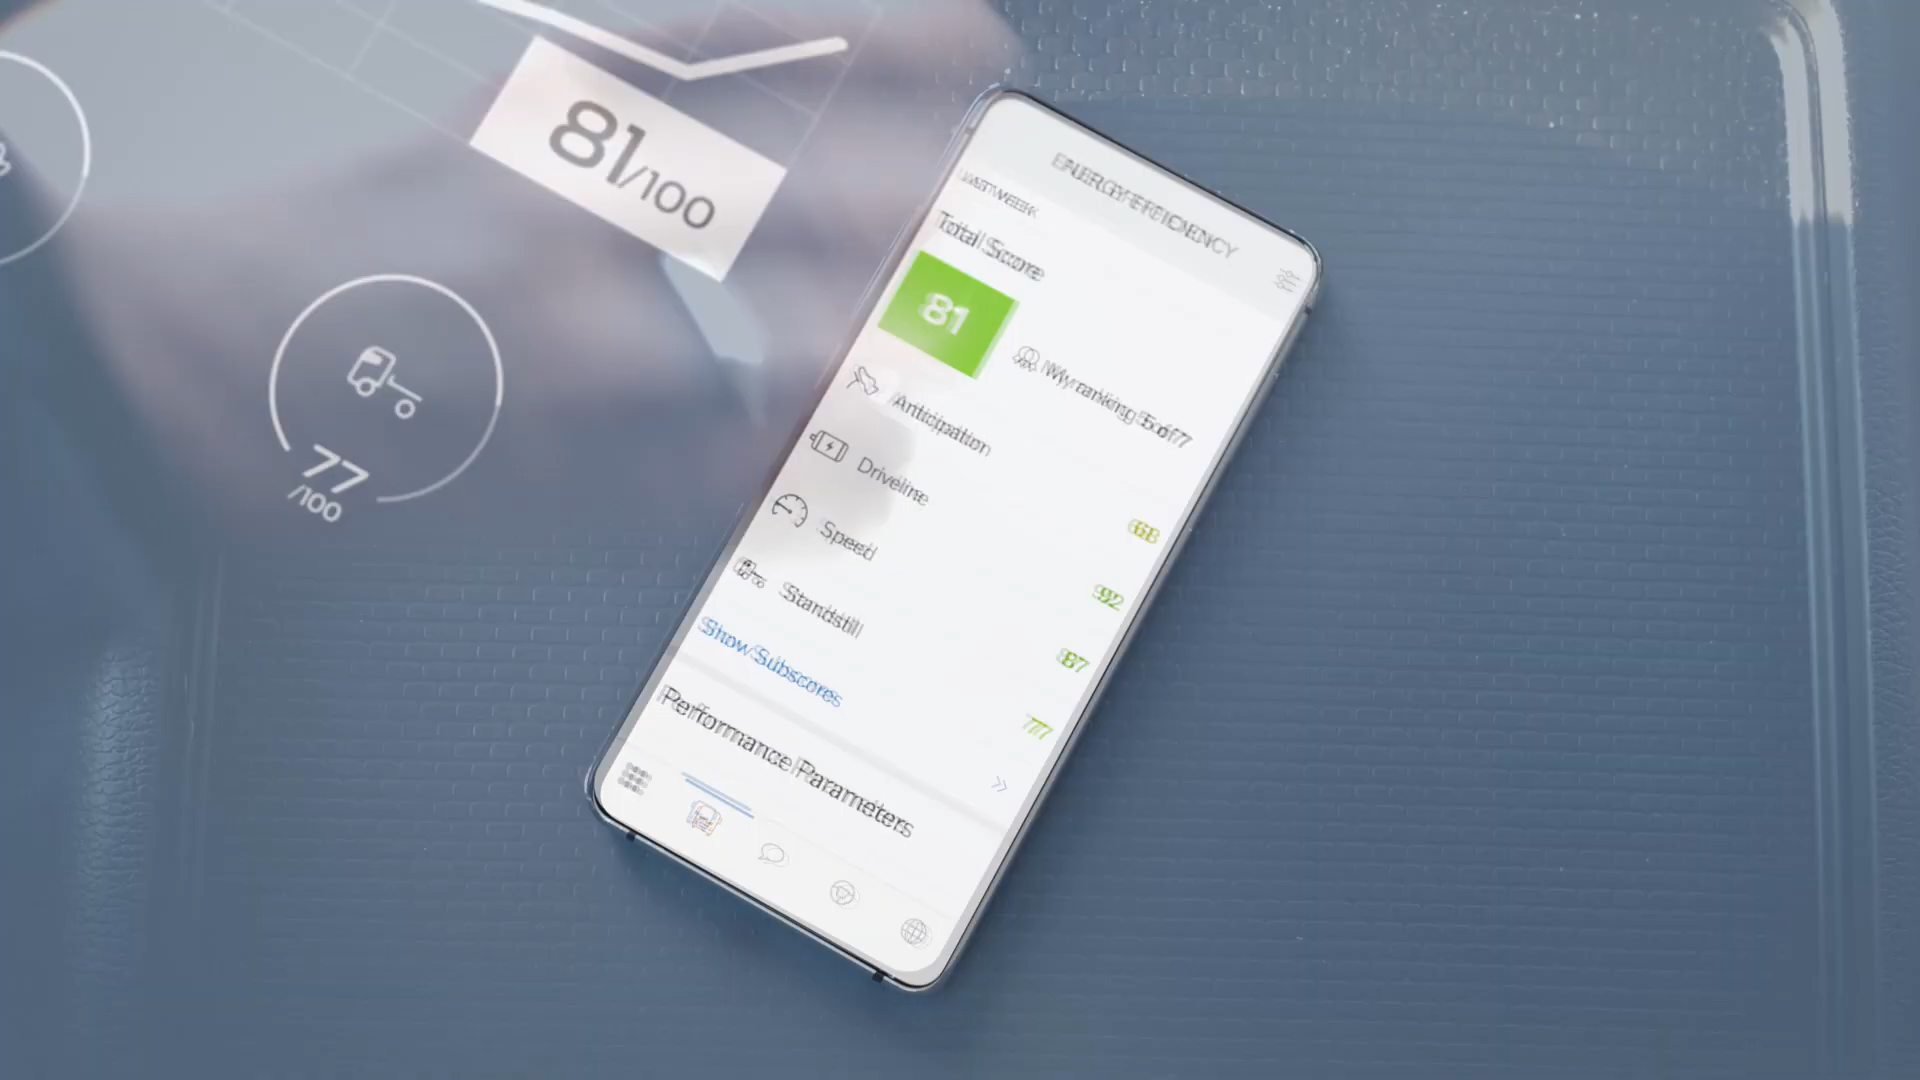 81/100
77
/100
ENERGY EFFICIENCY
LAST WEEK
Total Score
81
My ranking 5 of 7
Anticipation
68
Driveline
92
Speed
87
Standstill
77
Show Subscores
Performance Parameters